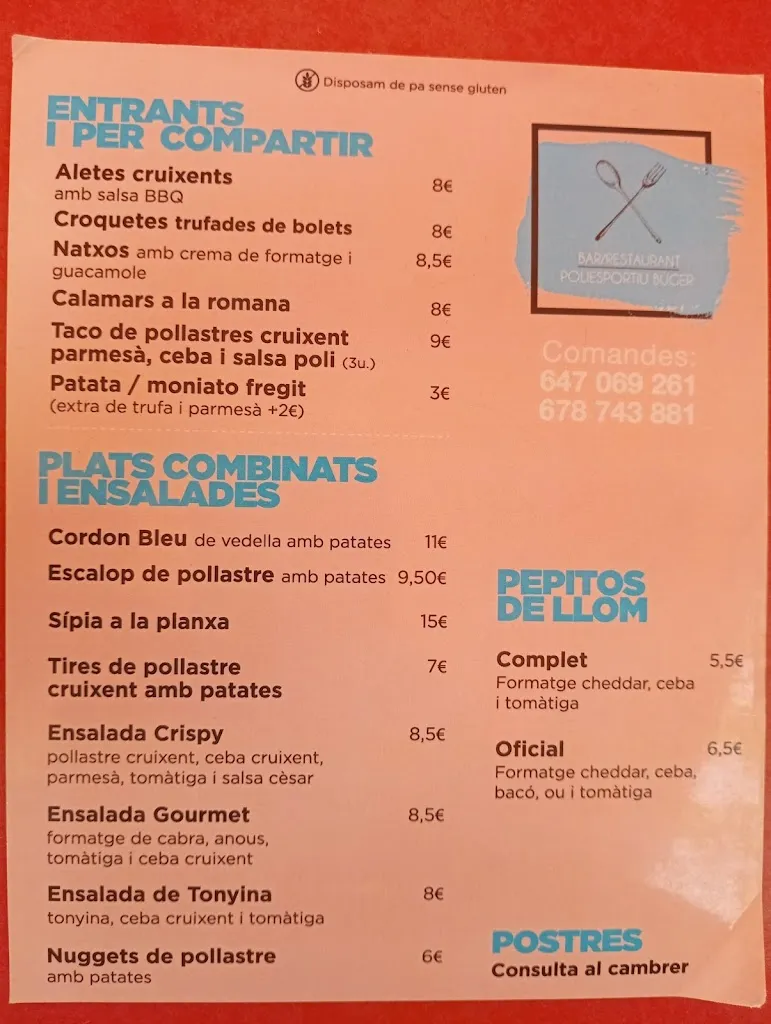 Disposam de pa sense gluten
ENTRANTS
I PER COMPARTIR
Aletes cruixents
amb salsa BBQ 8€
Croquetes trufades de bolets 8€
Natxos amb crema de formatge i 8,5€
guacamole
Calamars a la romana 8€
Taco de pollastres cruixent 9€
parmesà, ceba i salsa poli (3u.)
Patata / moniato fregit 3€
(extra de trufa i parmesà +2€)
BAR/RESTAURANT
POLIESPORTIU BÚGER
Comandes:
647 069 261
678 743 881
PLATS COMBINATS
I ENSALADES
Cordon Bleu de vedella amb patates 11€
Escalop de pollastre amb patates 9,50€
Sípia a la planxa 15€
Tires de pollastre 7€
cruixent amb patates
Ensalada Crispy 8,5€
pollastre cruixent, ceba cruixent,
parmesà, tomàtiga i salsa cèsar
Ensalada Gourmet 8,5€
formatge de cabra, anous,
tomàtiga i ceba cruixent
Ensalada de Tonyina 8€
tonyina, ceba cruixent i tomàtiga
Nuggets de pollastre 6€
amb patates
PEPITOS
DE LLOM
Complet 5,5€
Formatge cheddar, ceba
i tomàtiga
Oficial 6,5€
Formatge cheddar, ceba,
bacó, ou i tomàtiga
POSTRES
Consulta al cambrer